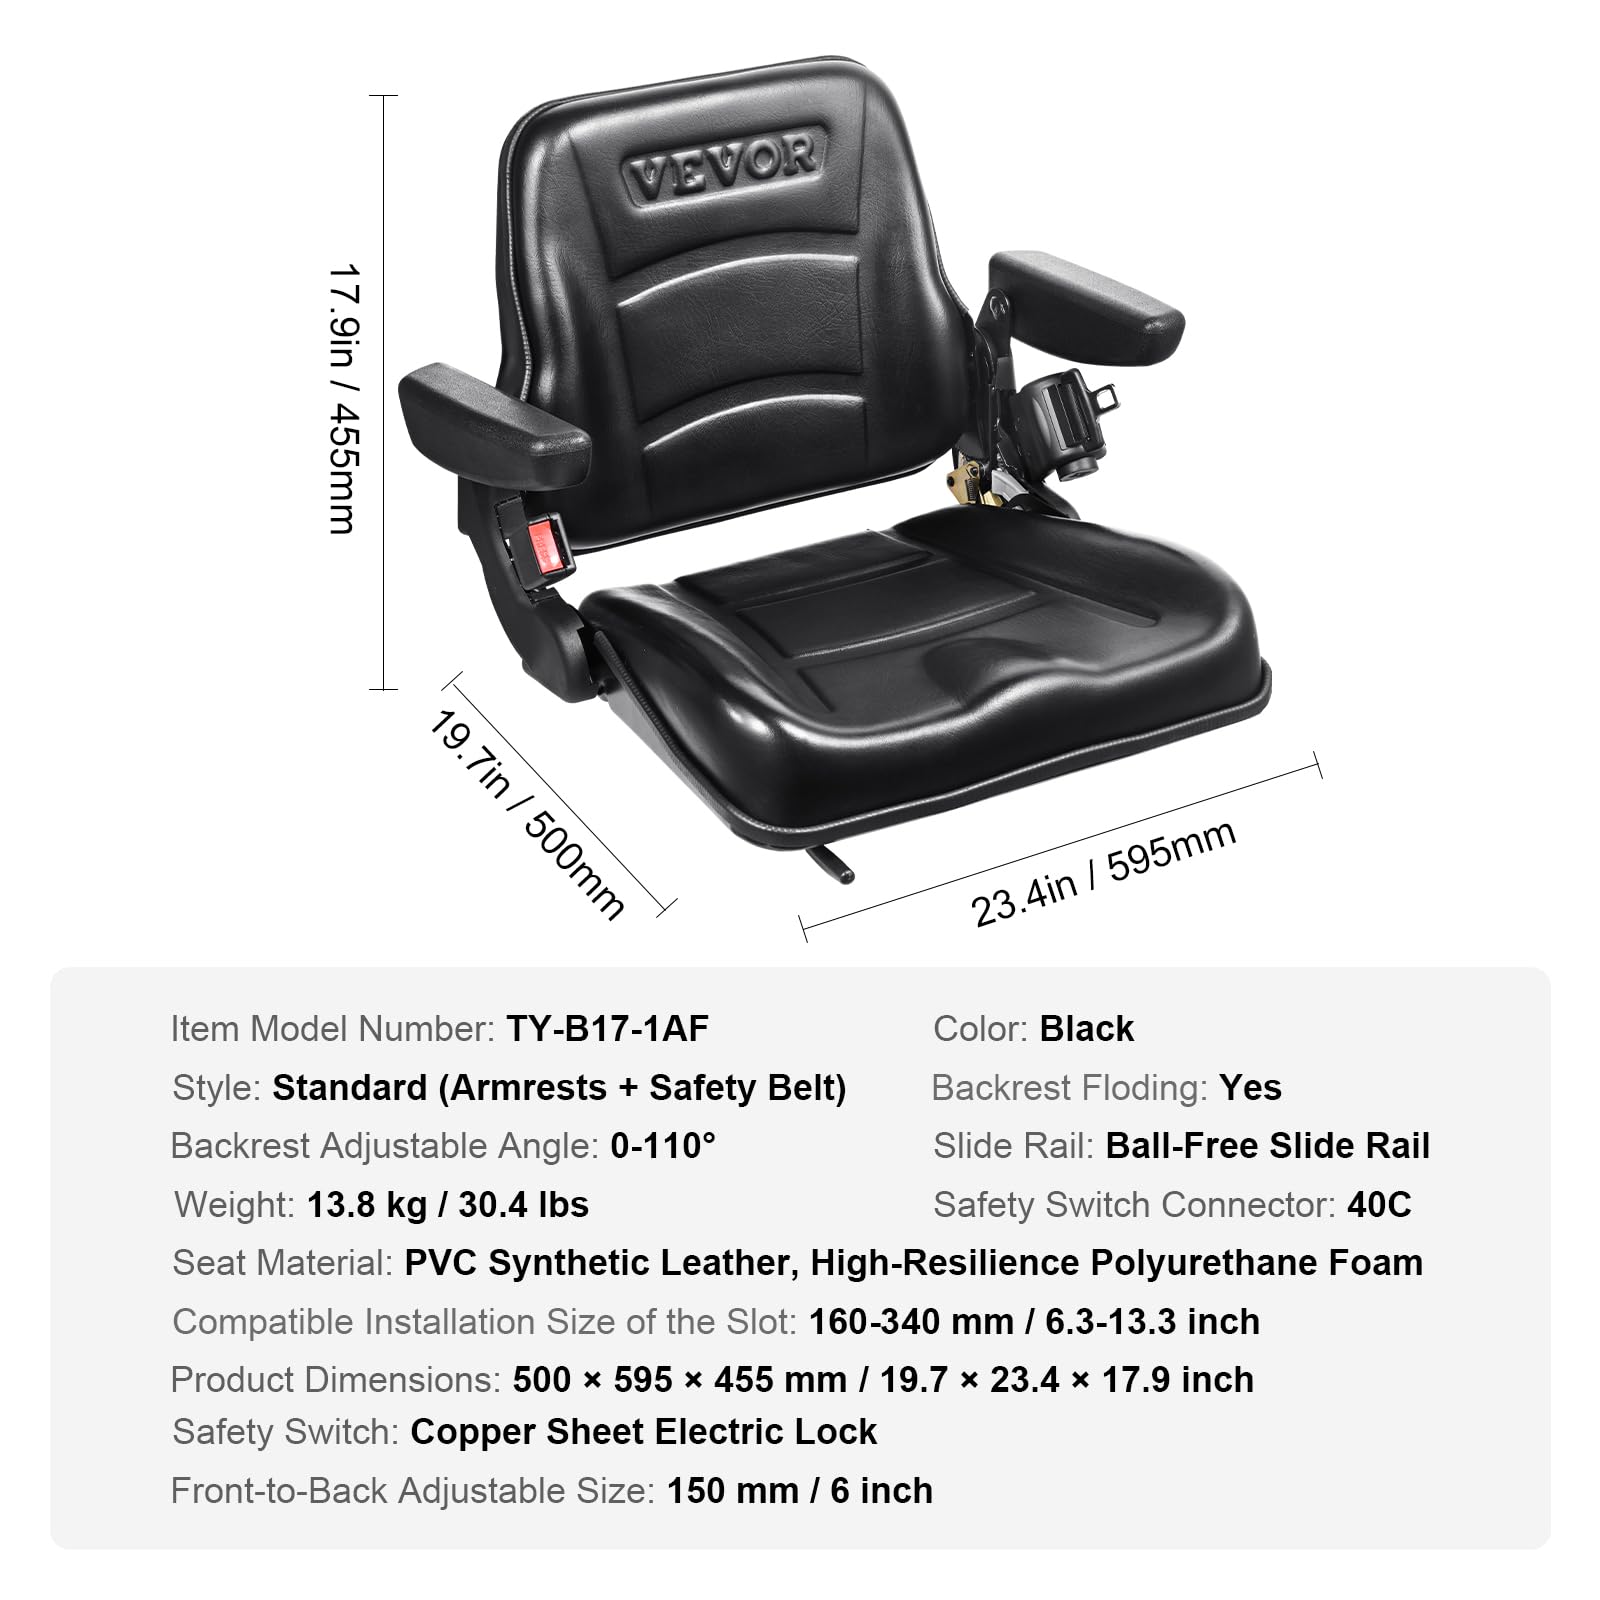 VEVOR
17.9in / 455mm
19.7in / 500mm
23.4in / 595mm
Item Model Number: TY-B17-1AF
Color: Black
Style: Standard (Armrests + Safety Belt)
Backrest Floding: Yes
Backrest Adjustable Angle: 0-110°
Slide Rail: Ball-Free Slide Rail
Weight: 13.8 kg / 30.4 lbs
Safety Switch Connector: 40C
Seat Material: PVC Synthetic Leather, High-Resilience Polyurethane Foam
Compatible Installation Size of the Slot: 160-340 mm / 6.3-13.3 inch
Product Dimensions: 500 × 595 × 455 mm / 19.7 × 23.4 × 17.9 inch
Safety Switch: Copper Sheet Electric Lock
Front-to-Back Adjustable Size: 150 mm / 6 inch